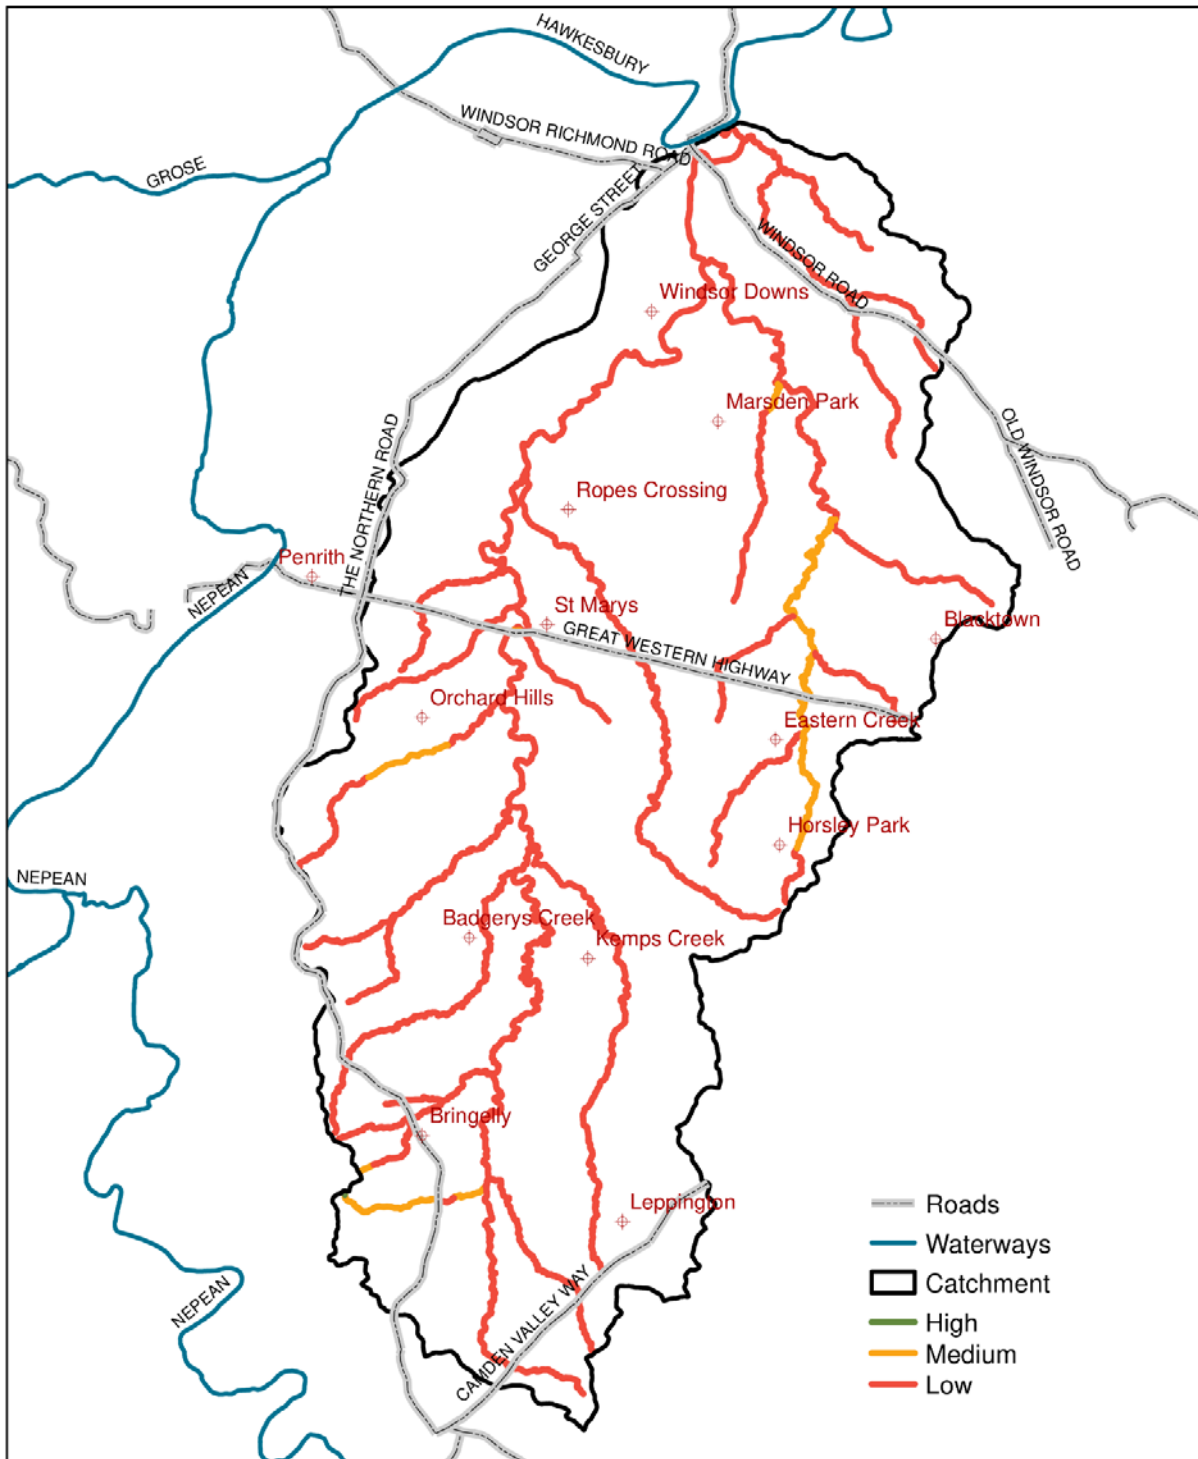 HAWKESBURY
WINDSOR RICHMOND ROAD
GROSE
GEORGE STREET
WINDSOR ROAD
Windsor Downs
Marsden Park
OLD WINDSOR ROAD
THE NORTHERN ROAD
Ropes Crossing
Penrith
NEPEAN
St Marys
GREAT WESTERN HIGHWAY
Blacktown
Orchard Hills
Eastern Creek
Horsley Park
NEPEAN
Badgerys Creek
Kemps Creek
Bringelly
Leppington
NEPEAN
CAMDEN VALLEY WAY
Roads
Waterways
Catchment
High
Medium
Low